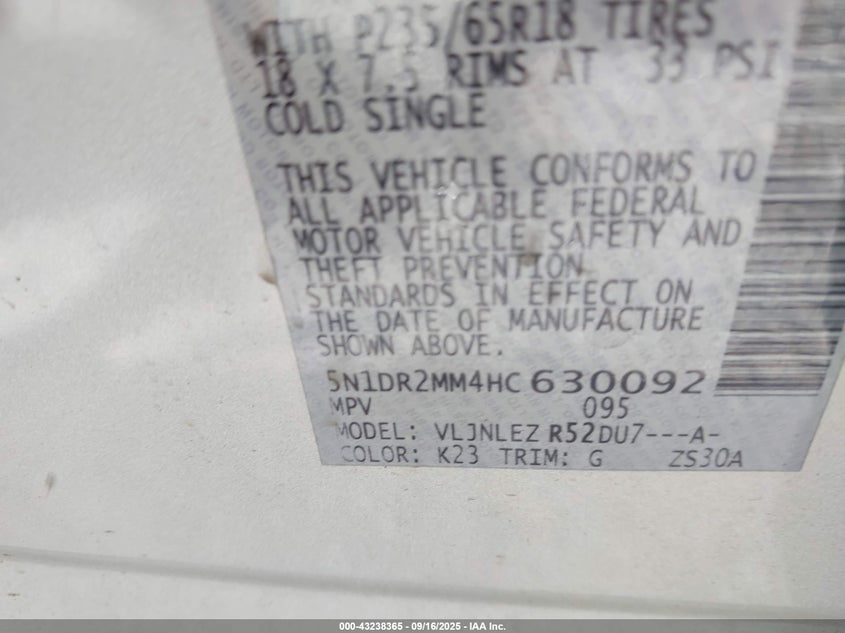 WITH P235/65R18 TIRES
18 X 7.5 RIMS AT 33 PSI
COLD SINGLE
THIS VEHICLE CONFORMS TO
ALL APPLICABLE FEDERAL
MOTOR VEHICLE SAFETY AND
THEFT PREVENTION
STANDARDS IN EFFECT ON
THE DATE OF MANUFACTURE
SHOWN ABOVE.
5N1DR2MM4HC630092
MPV 095
MODEL: VLJNLEZ R52DU7---A-
COLOR: K23 TRIM: G ZS30A
000-43238365 - 09/16/2025 - IAA Inc.